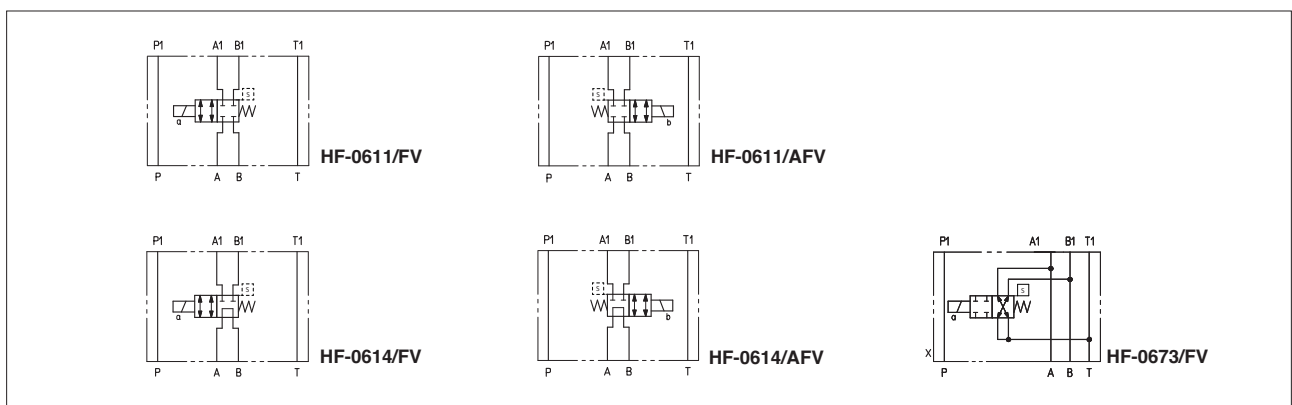 P1 A1 B1 T1
S
a
P A B T
HF-0611/FV
P1 A1 B1 T1
S
b
P A B T
HF-0611/AFV
P1 A1 B1 T1
S
a
P A B T
HF-0614/FV
P1 A1 B1 T1
S
b
P A B T
HF-0614/AFV
P1 A1 B1 T1
S
a
X
P A B T
HF-0673/FV